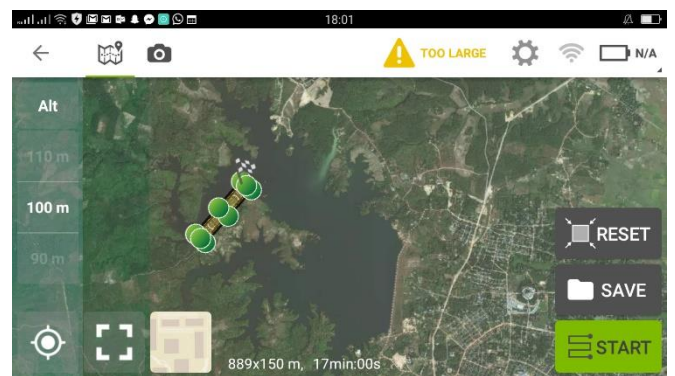 18:01
TOO LARGE
N/A
Alt
110 m
100 m
90 m
RESET
SAVE
START
889x150 m, 17min:00s